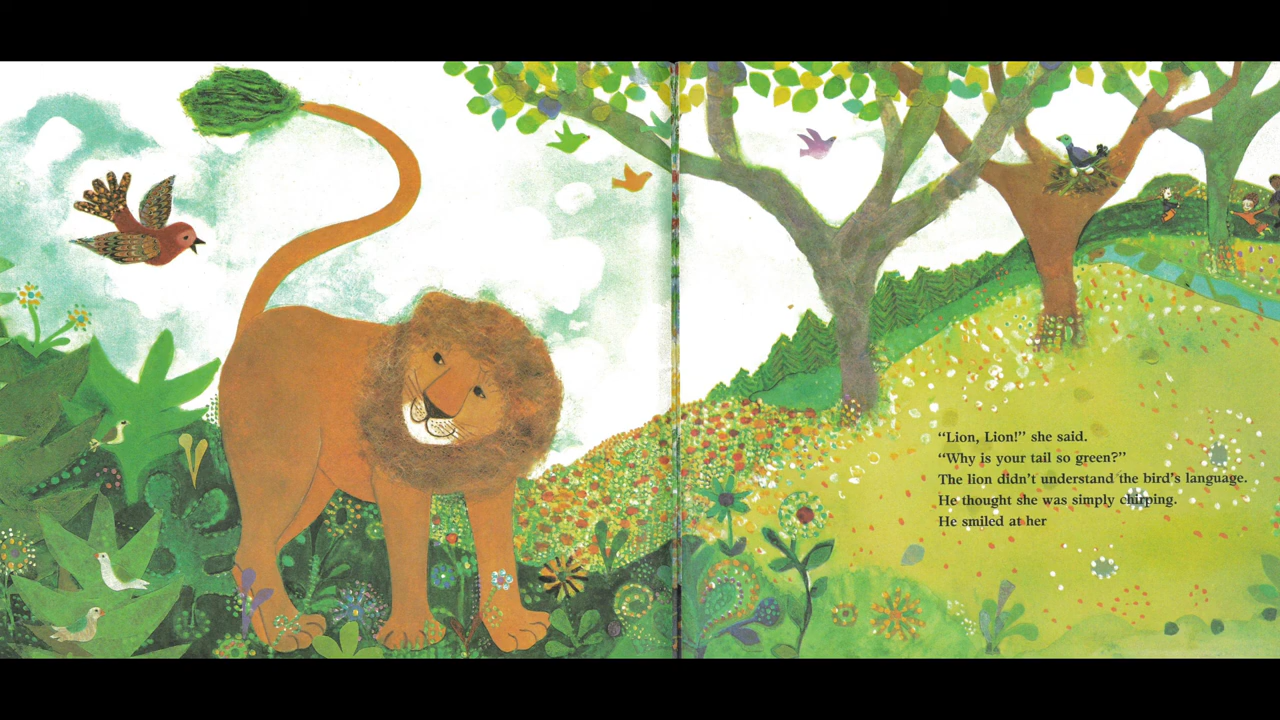 “Lion, Lion!” she said.
“Why is your tail so green?”
The lion didn’t understand the bird’s language.
He thought she was simply chirping.
He smiled at her